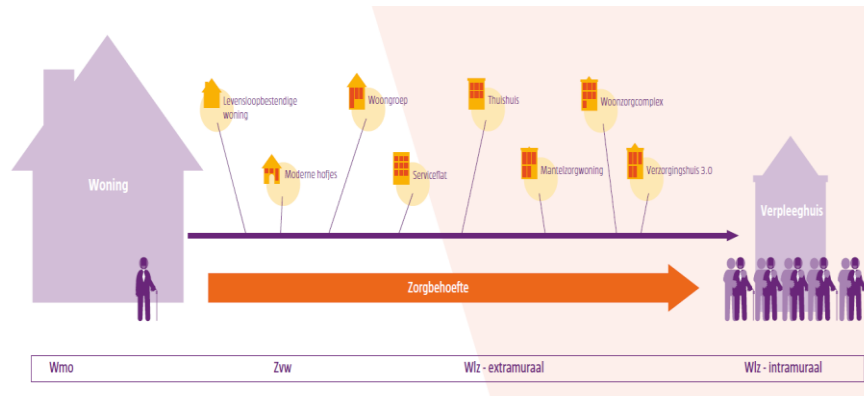 Levensloopbestendige
woning
Woongroep
Thuishuis
Woonzorgcomplex
Moderne hofjes
Serviceflat
Mantelzorgwoning
Verzorgingshuis 3.0
Woning
Verpleeghuis
Zorgbehoefte
Wmo
Zvw
Wlz - extramuraal
Wlz - intramuraal